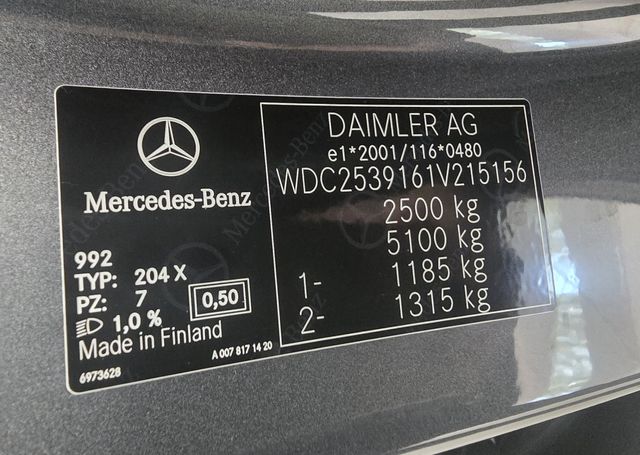 Mercedes-Benz
992
TYP: 204 X
PZ: 7
0,50
1,0 %
Made in Finland
A 007 817 14 20
6973628
DAIMLER AG
e1*2001/116*0480
WDC2539161V215156
2500 kg
5100 kg
1- 1185 kg
2- 1315 kg